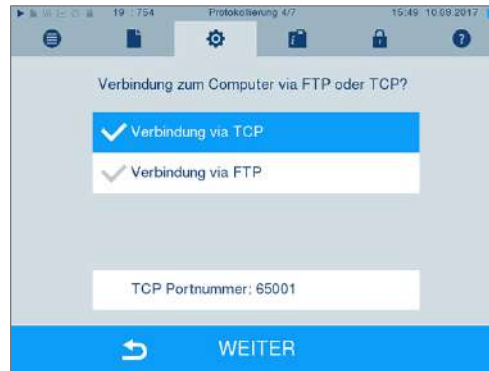 19 : 754 Protokollierung 4/7 15:49 10.08.2017
Verbindung zum Computer via FTP oder TCP?
Verbindung via TCP
Verbindung via FTP
TCP Portnummer: 65001
WEITER